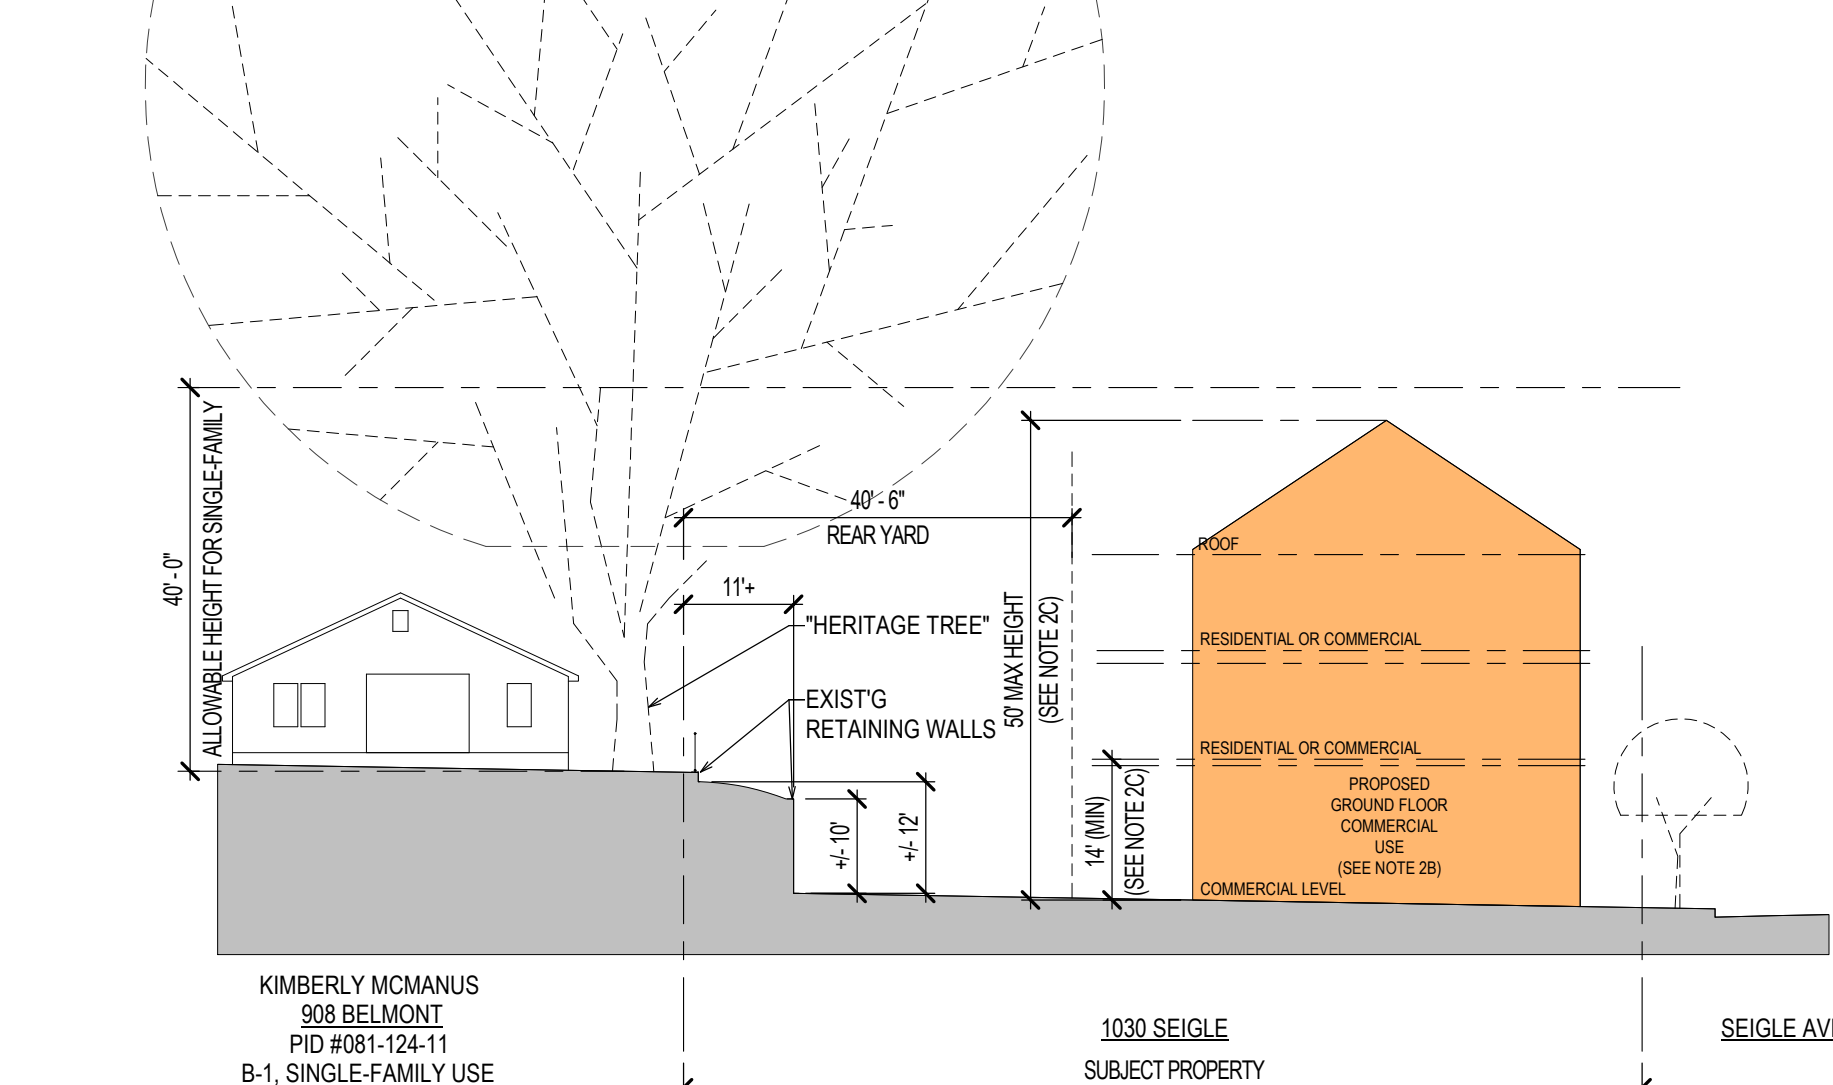 40' - 0"
ALLOWABLE HEIGHT FOR SINGLE-FAMILY
40' - 6"
REAR YARD
11'+
"HERITAGE TREE"
EXIST'G
RETAINING WALLS
+/- 10'
+/- 12'
50' MAX HEIGHT
(SEE NOTE 2C)
14' (MIN)
(SEE NOTE 2C)
ROOF
RESIDENTIAL OR COMMERCIAL
RESIDENTIAL OR COMMERCIAL
PROPOSED
GROUND FLOOR
COMMERCIAL
USE
(SEE NOTE 2B)
COMMERCIAL LEVEL
KIMBERLY MCMANUS
908 BELMONT
PID #081-124-11
B-1, SINGLE-FAMILY USE
1030 SEIGLE
SUBJECT PROPERTY
SEIGLE